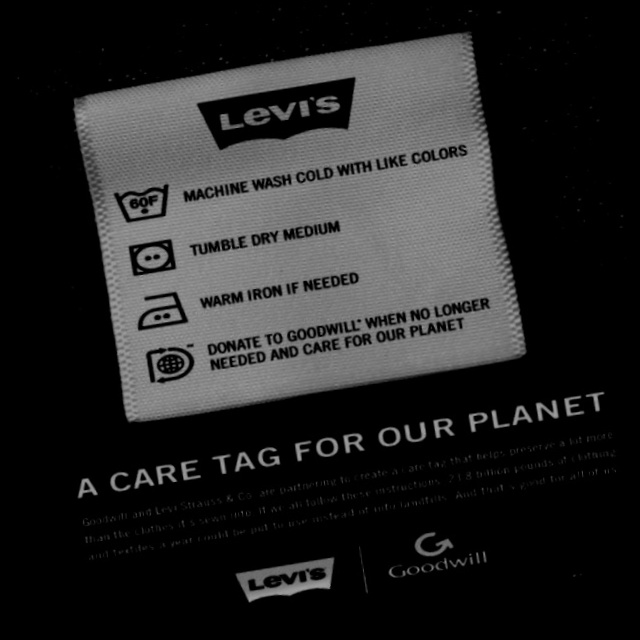 Levi's
60F
MACHINE WASH COLD WITH LIKE COLORS
TUMBLE DRY MEDIUM
WARM IRON IF NEEDED
DONATE TO GOODWILL® WHEN NO LONGER
NEEDED AND CARE FOR OUR PLANET
A CARE TAG FOR OUR PLANET
Goodwill and Levi Strauss & Co. are partnering to create a care tag that helps preserve a lot more
than the clothes it's sewn into. If we all follow these instructions, billion pounds of clothing
and textiles a year could be put to use instead of into landfills. And that's good for all of us.
Levi's
Goodwill